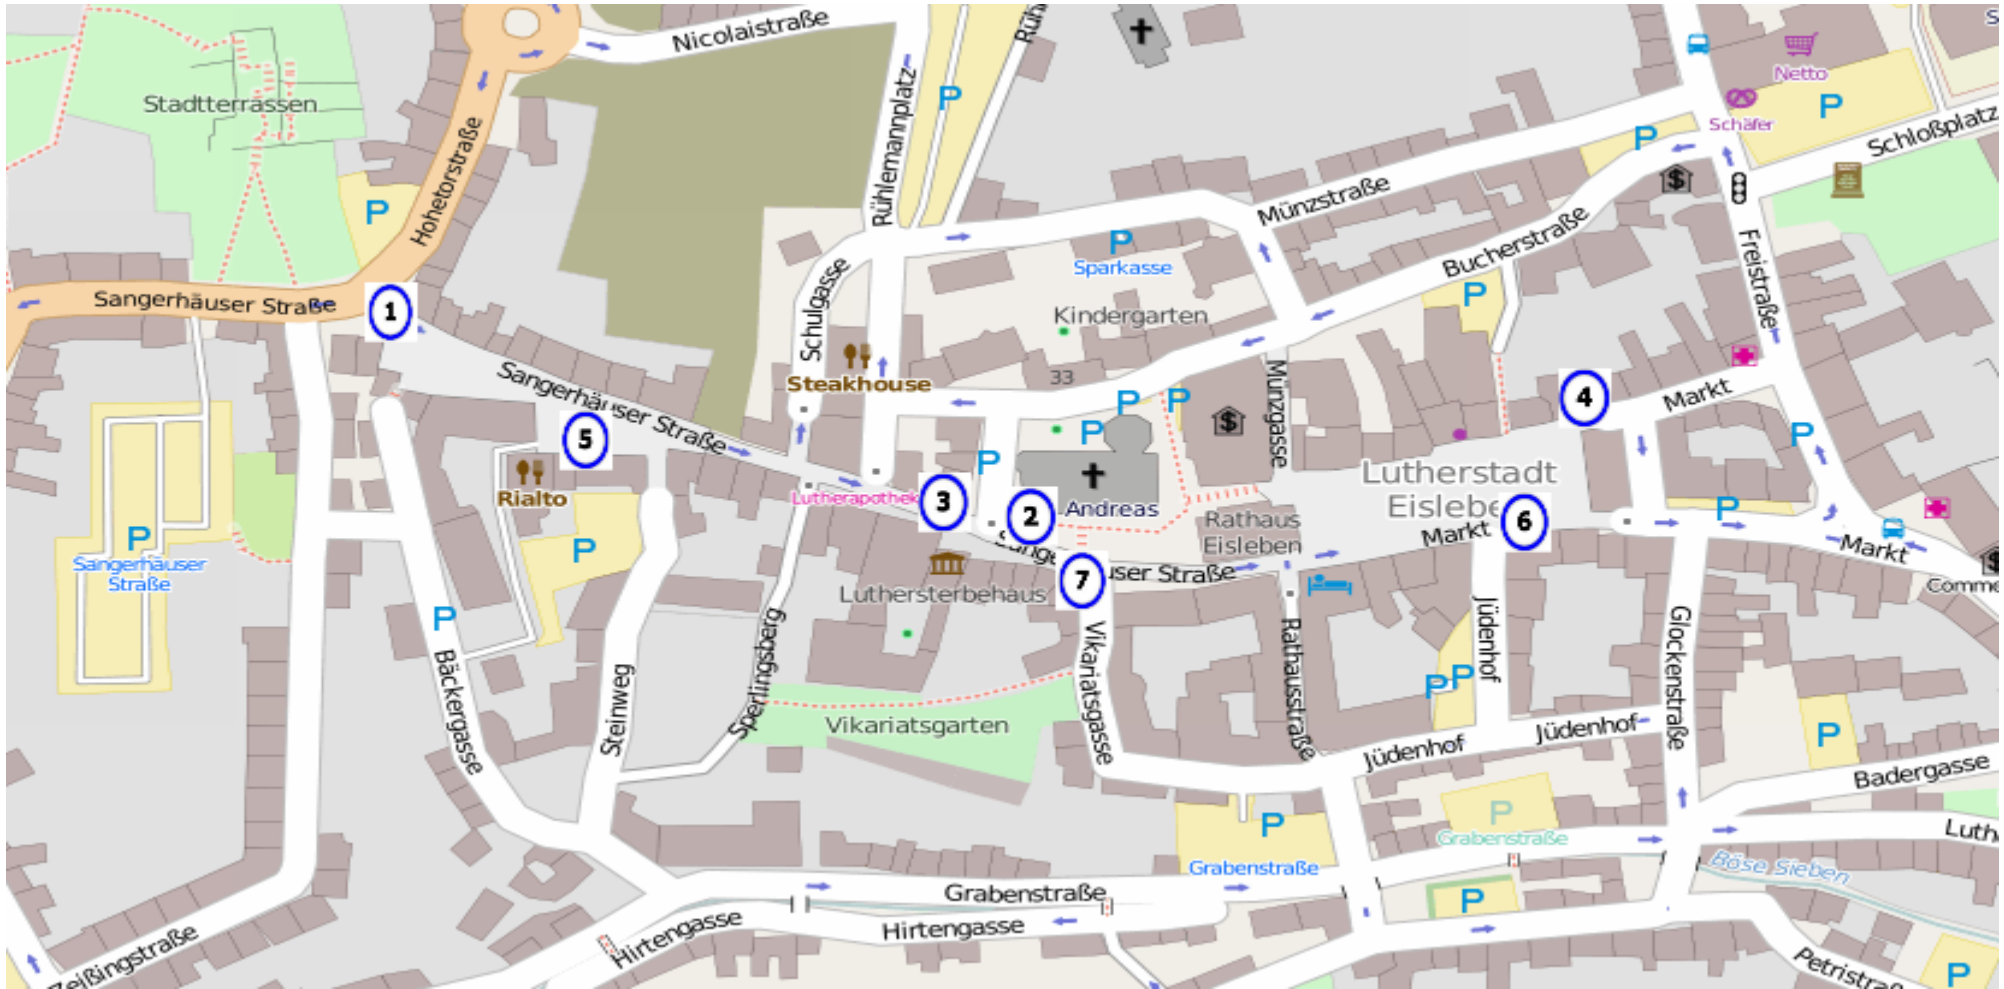 Nicolaistraße
Stadtterrassen
Hohetorstraße
Rühlemannplatz
P
P
Netto
P
Schäfer
P
Schloßplatz
$
P
Münzstraße
Bucherstraße
Freistraße
P
Sparkasse
P
Sangerhäuser Straße
1
Schulgasse
Kindergarten
Steakhouse
33
P
P
P
$
Münzgasse
4
Markt
Sangerhäuser Straße
5
Rialto
P
P
Lutherstadt
Eisleben
Lutherapotheke
3
2
Andreas
Rathaus
Eisleben
Markt
6
P
Markt
$
P
Sangerhäuser
Straße
P
Sangerhäuser Straße
7
Luthersterbehaus
P
Bäckergasse
Steinweg
Sperlingsberg
Vikariatsgarten
Vikariatsgasse
Rathausstraße
Jüdenhof
P P
Glockenstraße
Jüdenhof
Jüdenhof
P
Badergasse
P
Grabenstraße
P
Grabenstraße
Böse Sieben
Grabenstraße
P
Hirtengasse
Hirtengasse
Zeißingstraße
P